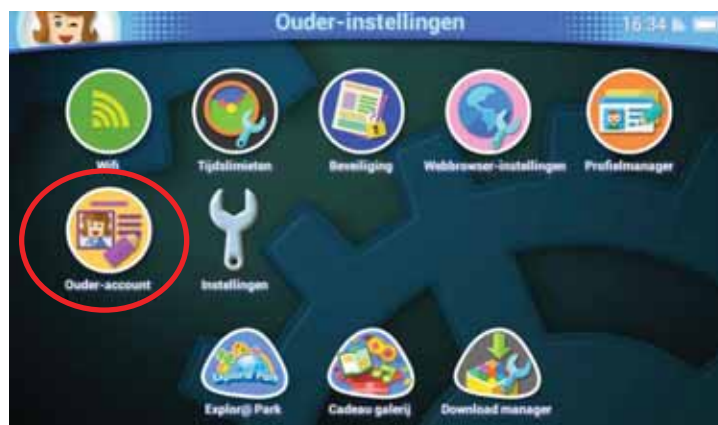 Ouder-instellingen 16:34
Wifi Tijdslimieten Beveiliging Webbrowser-instellingen Profielmanager
Ouder-account Instellingen
Explor@ Park Cadeau galerij Download manager